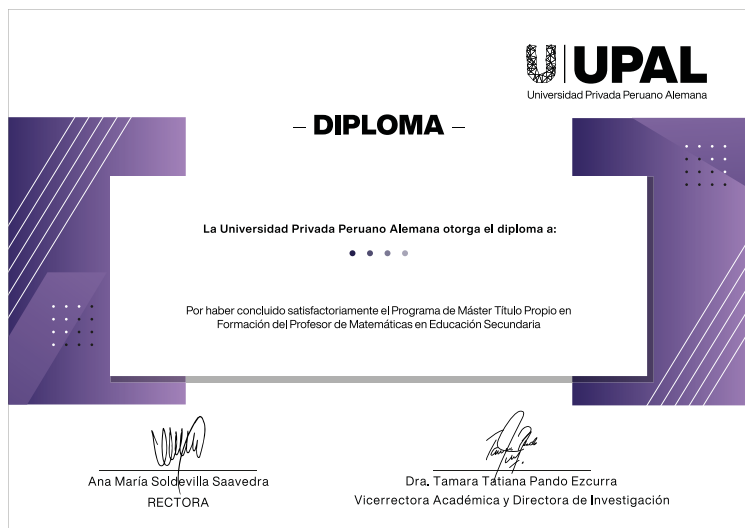 UPAL
Universidad Privada Peruano Alemana
– DIPLOMA –
La Universidad Privada Peruano Alemana otorga el diploma a:
Por haber concluido satisfactoriamente el Programa de Máster Título Propio en
Formación del Profesor de Matemáticas en Educación Secundaria
Ana María Soldevilla Saavedra
RECTORA
Dra. Tamara Tatiana Pando Ezcurra
Vicerrectora Académica y Directora de Investigación